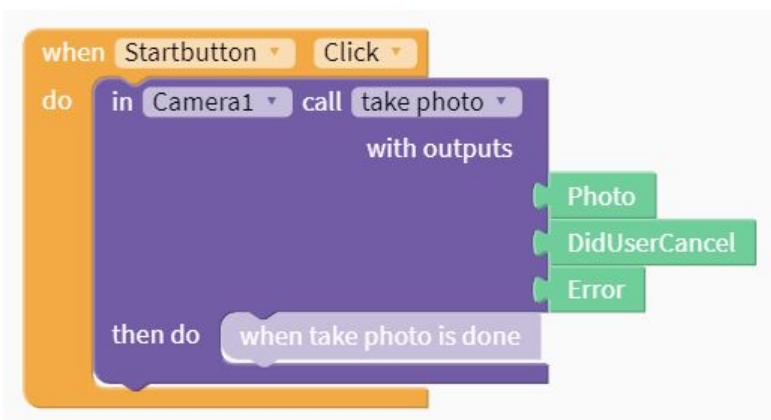 when Startbutton Click
do in Camera1 call take photo
with outputs
Photo
DidUserCancel
Error
then do when take photo is done